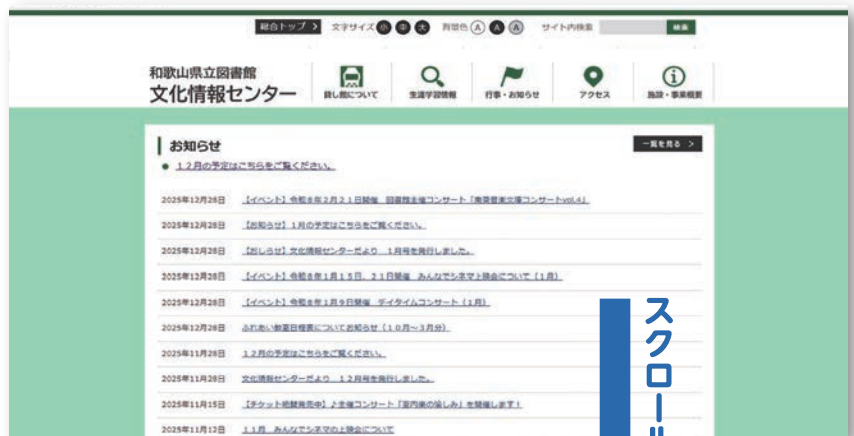 総合トップ > 文字サイズ 小 中 大 背景色 A A A サイト内検索 検索
和歌山県立図書館
文化情報センター
貸し館について 生涯学習情報 行事・お知らせ アクセス 施設・事業概要
お知らせ
一覧を見る >
１２月の予定はこちらをご覧ください。
2025年12月28日 【イベント】令和８年２月２１日開催 図書館主催コンサート「南葵音楽文庫コンサートvol.4」
2025年12月28日 【お知らせ】１月の予定はこちらをご覧ください。
2025年12月28日 【おしらせ】文化情報センターだより １月号を発行しました。
2025年12月28日 【イベント】令和８年１月１５日、２１日開催 みんなでシネマ上映会について（１月）
2025年12月28日 【イベント】令和８年１月９日開催 デイタイムコンサート（１月）
2025年12月28日 ふれあい教室日程表についてお知らせ（１０月～３月分）
2025年11月28日 １２月の予定はこちらをご覧ください。
2025年11月28日 文化情報センターだより １２月号を発行しました。
2025年11月15日 【チケット絶賛発売中】♪主催コンサート「室内楽の愉しみ」を開催します！
2025年11月12日 １１月 みんなでシネマの上映会について
スクロール